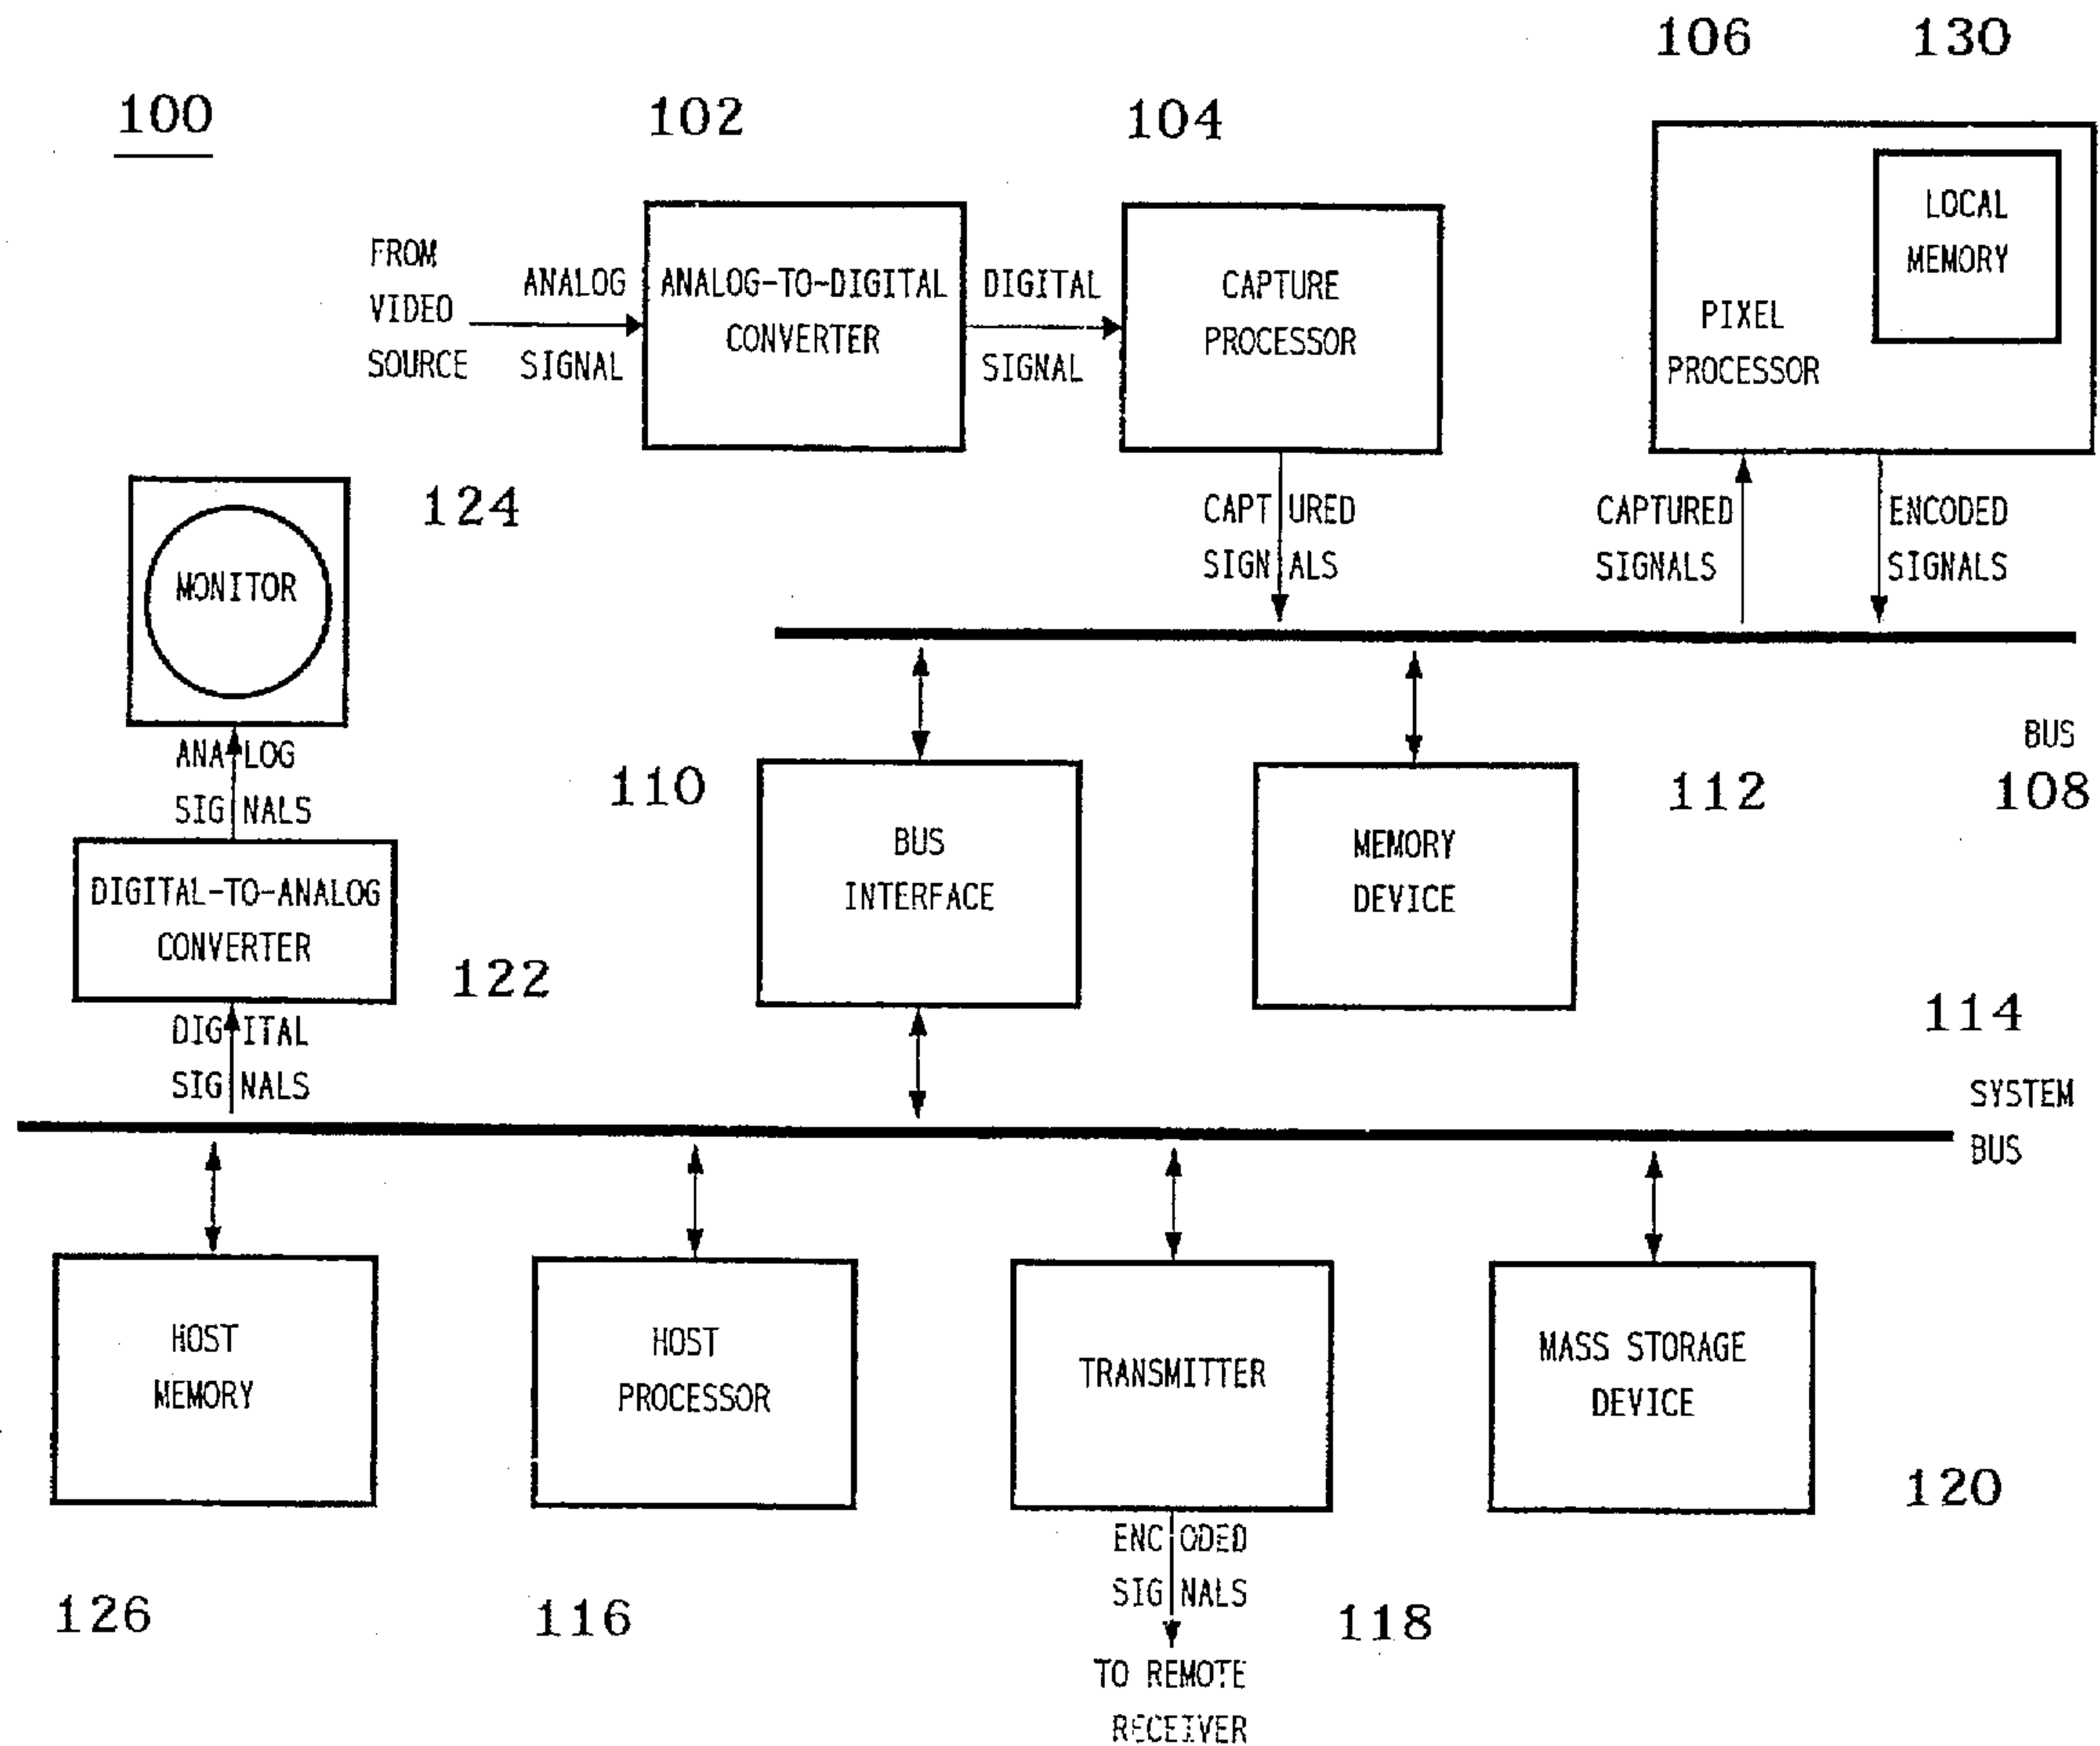 106
130
100
102
104
FROM
VIDEO
SOURCE
ANALOG
SIGNAL
ANALOG-TO-DIGITAL
CONVERTER
DIGITAL
SIGNAL
CAPTURE
PROCESSOR
LOCAL
MEMORY
PIXEL
PROCESSOR
124
MONITOR
CAPTURED
SIGNALS
CAPTURED
SIGNALS
ENCODED
SIGNALS
ANALOG
SIGNALS
110
BUS
INTERFACE
MEMORY
DEVICE
112
BUS
108
DIGITAL-TO-ANALOG
CONVERTER
122
DIGITAL
SIGNALS
114
SYSTEM
BUS
HOST
MEMORY
HOST
PROCESSOR
TRANSMITTER
MASS STORAGE
DEVICE
120
126
116
ENCODED
SIGNALS
118
TO REMOTE
RECEIVER